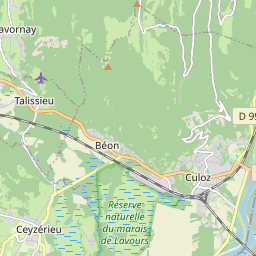 avornay
D 99
Talissieu
Béon
Culoz
Réserve
naturelle
du marais
de Lavours
Ceyzérieu